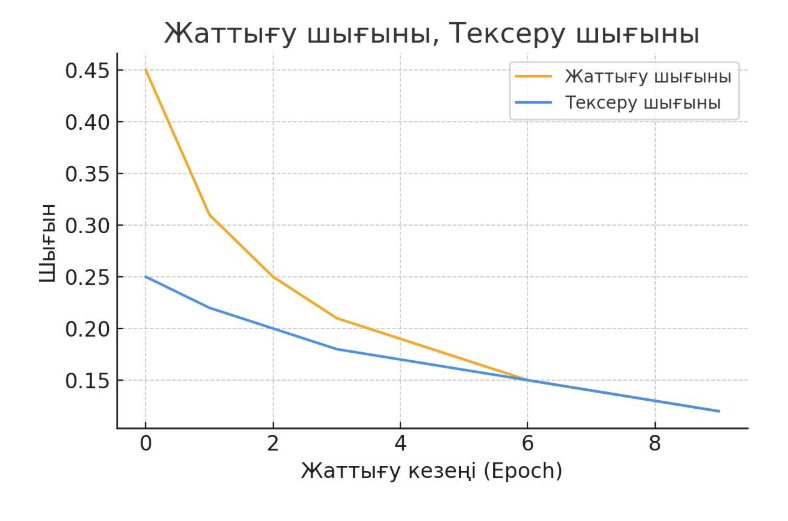 Жаттығу шығыны, Тексеру шығыны
Жаттығу шығыны
Тексеру шығыны
Шығын
0.45
0.40
0.35
0.30
0.25
0.20
0.15
0 2 4 6 8
Жаттығу кезеңі (Epoch)